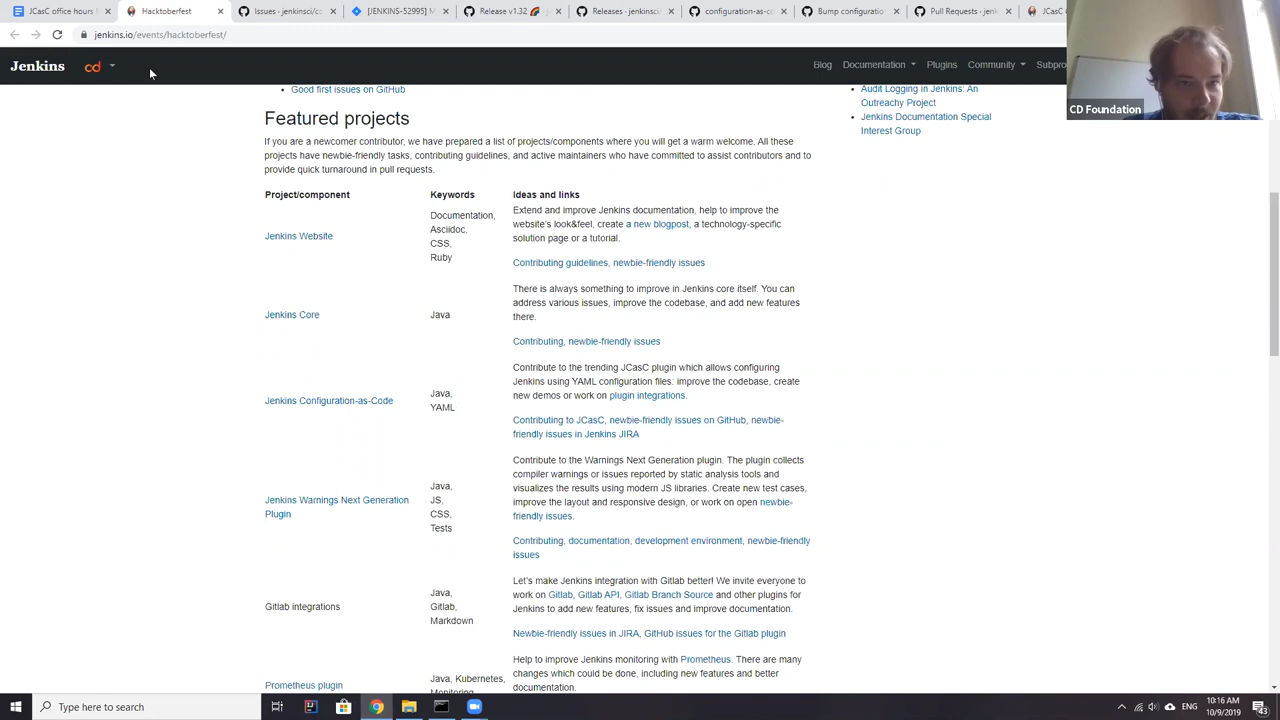 JCasC office hours
Hacktoberfest
Issues · jenkinsci/c
[JENKINS-52995] M
Release v1.32
Releases · jenkinsci
configuration-as-co
Bump configuratio
Pull Requests · jenk
JCasC
jenkins.io/events/hacktoberfest/
Jenkins
cd
Blog
Documentation
Plugins
Community
Subpro
CD Foundation
Good first issues on GitHub
Audit Logging in Jenkins: An
Outreachy Project
Jenkins Documentation Special
Interest Group
Featured projects
If you are a newcomer contributor, we have prepared a list of projects/components where you will get a warm welcome. All these
projects have newbie-friendly tasks, contributing guidelines, and active maintainers who have committed to assist contributors and to
provide quick turnaround in pull requests.
Project/component
Keywords
Ideas and links
Jenkins Website
Documentation,
Asciidoc,
CSS,
Ruby
Extend and improve Jenkins documentation, help to improve the
website's look&feel, create a new blogpost, a technology-specific
solution page or a tutorial.
Contributing guidelines, newbie-friendly issues
Jenkins Core
Java
There is always something to improve in Jenkins core itself. You can
address various issues, improve the codebase, and add new features
there.
Contributing, newbie-friendly issues
Jenkins Configuration-as-Code
Java,
YAML
Contribute to the trending JCasC plugin which allows configuring
Jenkins using YAML configuration files: improve the codebase, create
new demos or work on plugin integrations.
Contributing to JCasC, newbie-friendly issues on GitHub, newbie-
friendly issues in Jenkins JIRA
Jenkins Warnings Next Generation
Plugin
Java,
JS,
CSS,
Tests
Contribute to the Warnings Next Generation plugin. The plugin collects
compiler warnings or issues reported by static analysis tools and
visualizes the results using modern JS libraries. Create new test cases,
improve the layout and responsive design, or work on open newbie-
friendly issues.
Contributing, documentation, development environment, newbie-friendly
issues
Gitlab integrations
Java,
Gitlab,
Markdown
Let's make Jenkins integration with Gitlab better! We invite everyone to
work on Gitlab, Gitlab API, Gitlab Branch Source and other plugins for
Jenkins to add new features, fix issues and improve documentation.
Newbie-friendly issues in JIRA, GitHub issues for the Gitlab plugin
Prometheus plugin
Java, Kubernetes,
Monitoring
Help to improve Jenkins monitoring with Prometheus. There are many
changes which could be done, including new features and better
documentation.
Type here to search
ENG
10:16 AM
10/9/2019
43